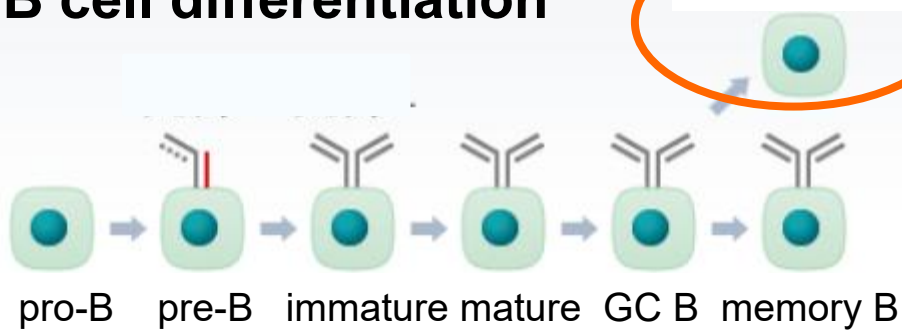 B cell differentiation
pro-B pre-B immature mature GC B memory B